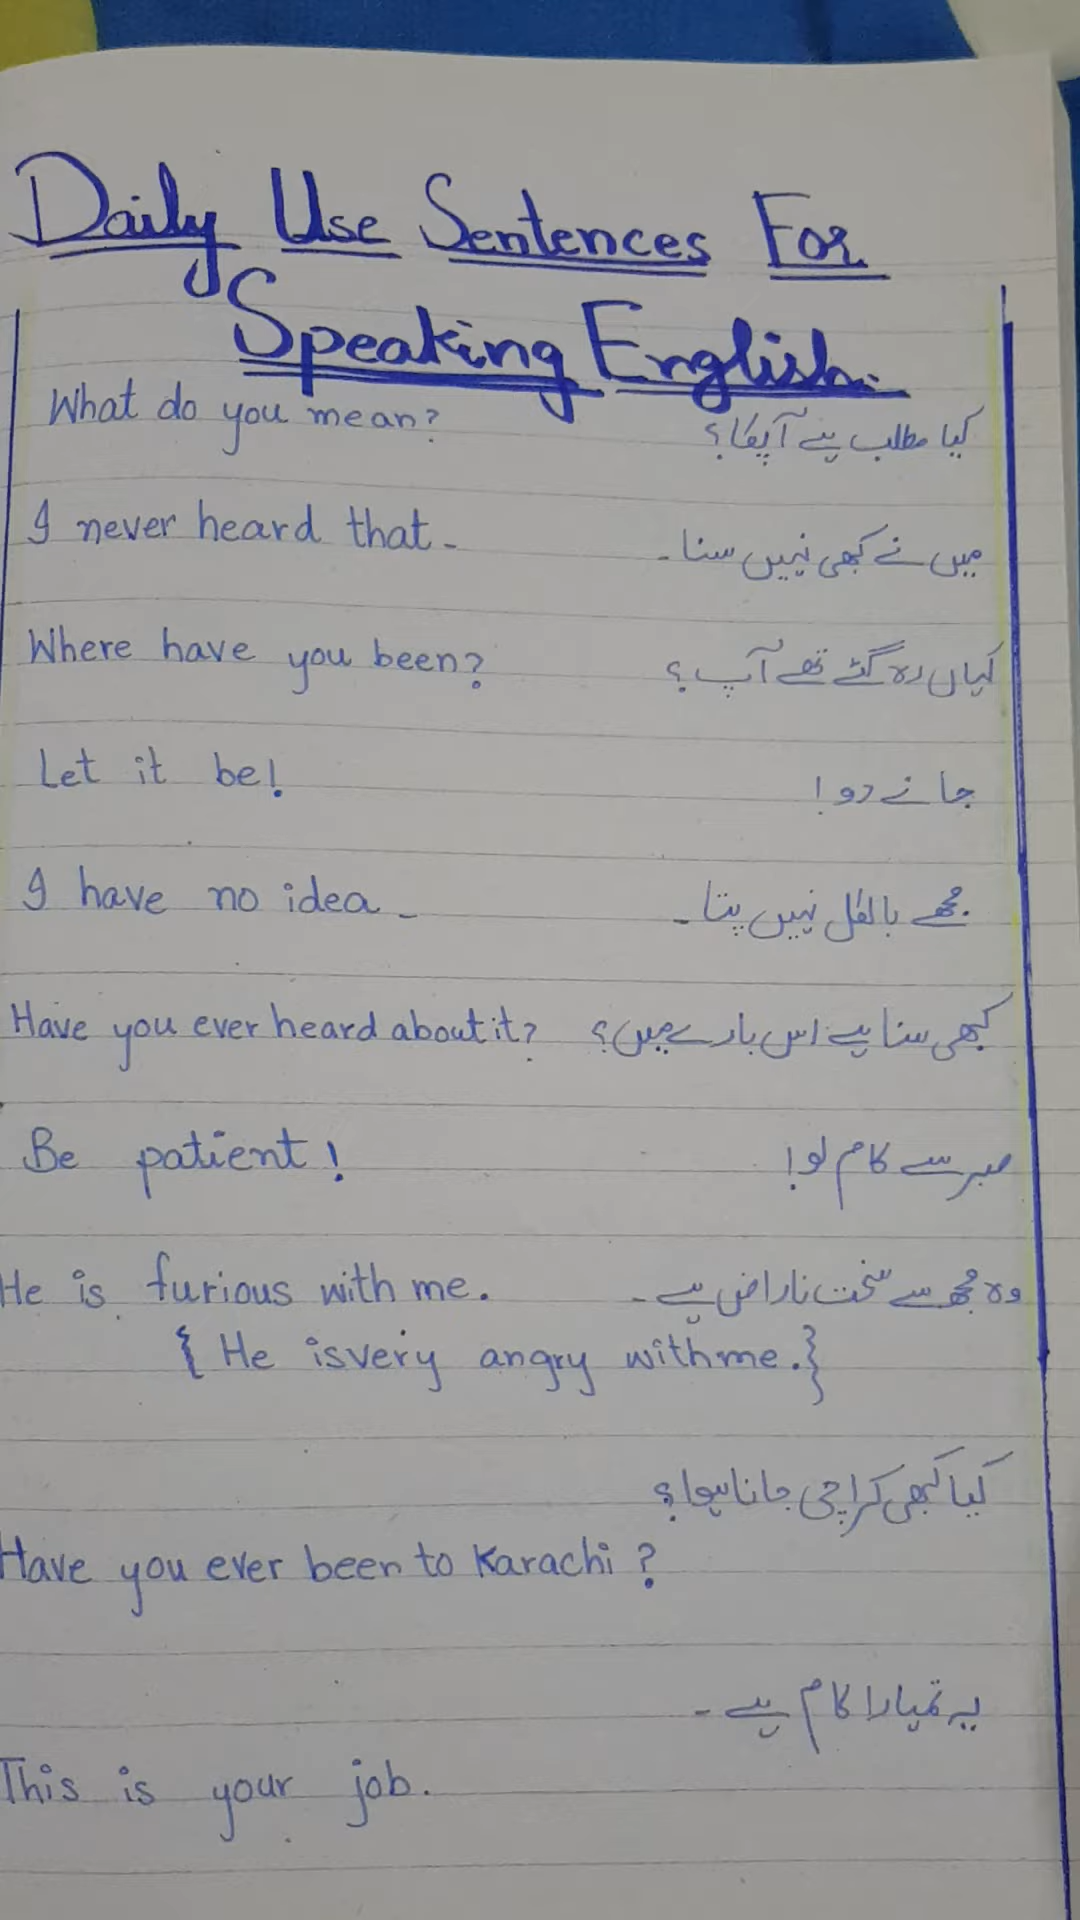 Daily Use Sentences For
Speaking English.
What do you mean? کیا مطلب ہے آپکا؟
I never heard that. میں نے کبھی نہیں سنا۔
Where have you been? کہاں رہ گئے تھے آپ؟
Let it be! جانے دو!
I have no idea. مجھے بالکل نہیں پتا۔
Have you ever heard about it? کبھی سنا ہے اس بارے میں؟
Be patient! صبر سے کام لو!
He is furious with me. وہ مجھ سے سخت ناراض ہے۔
{ He is very angry with me.}
کیا کبھی کراچی جانا ہوا؟
Have you ever been to Karachi?
یہ تمہارا کام ہے۔
This is your job.